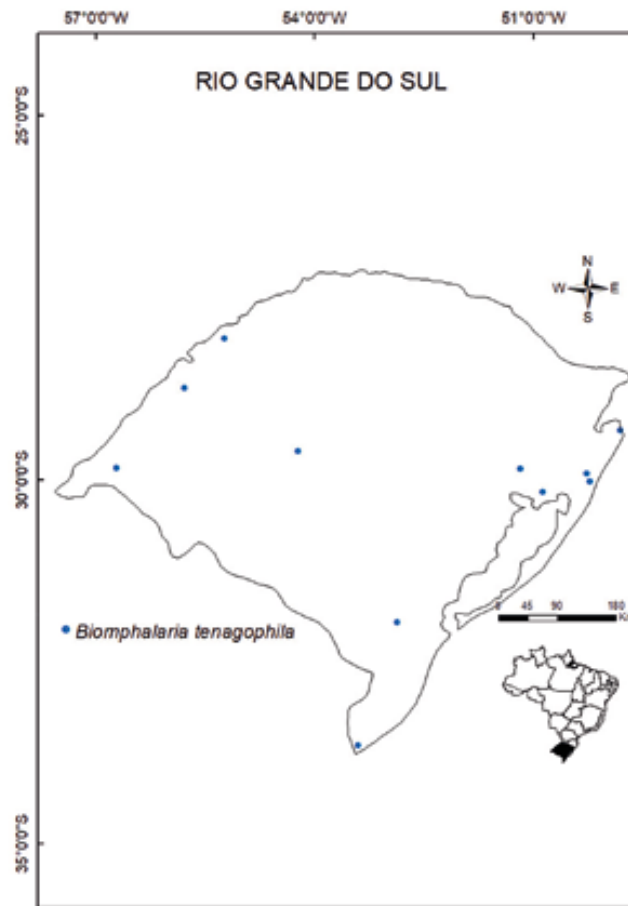 57°0'0"W 54°0'0"W 51°0'0"W
RIO GRANDE DO SUL
25°0'0"S
N
W E
S
30°0'0"S
45 90 180
Biomphalaria tenagophila
35°0'0"S